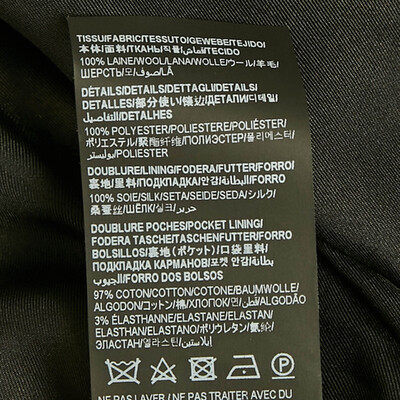 TISSU/FABRIC/TESSUTO/GEWEBE/TEJIDO/
本体/面料/ТКАНЬ/직물/قماش/TECIDO
100% LAINE/WOOL/LANA/WOLLE/ウール/羊毛/
ШЕРСТЬ/모/صوف/LÃ
DÉTAILS/DETAILS/DETTAGLI/DETAILS/
DETALLES/部分使い/镶边/ДЕТАЛИ/디테일/
التفاصيل/DETALHES
100% POLYESTER/POLIESTERE/POLIÉSTER/
ポリエステル/聚酯纤维/ПОЛИЭСТЕР/폴리에스터/
بوليستر/POLIÉSTER
DOUBLURE/LINING/FODERA/FUTTER/FORRO/
裏地/里料/ПОДКЛАДКА/안감/البطانة/FORRO
100% SOIE/SILK/SETA/SEIDE/SEDA/シルク/
桑蚕丝/ШЁЛК/실크/حرير/SEDA
DOUBLURE POCHES/POCKET LINING/
FODERA TASCHE/TASCHENFUTTER/FORRO
BOLSILLOS/裏地(ポケット)/口袋里料/
ПОДКЛАДКА КАРМАНОВ/포켓 안감/بطانة
الجيوب/FORRO DOS BOLSOS
97% COTON/COTTON/COTONE/BAUMWOLLE/
ALGODON/コットン/棉/ХЛОПОК/면/قطن/ALGODÃO
3% ÉLASTHANNE/ELASTANE/ELASTAN/
ELASTHAN/ELASTANO/ポリウレタン/氨纶/
ЭЛАСТАН/엘라스틴/إيلاستين
P
NE PAS LAVER / NE PAS TRAITER AU